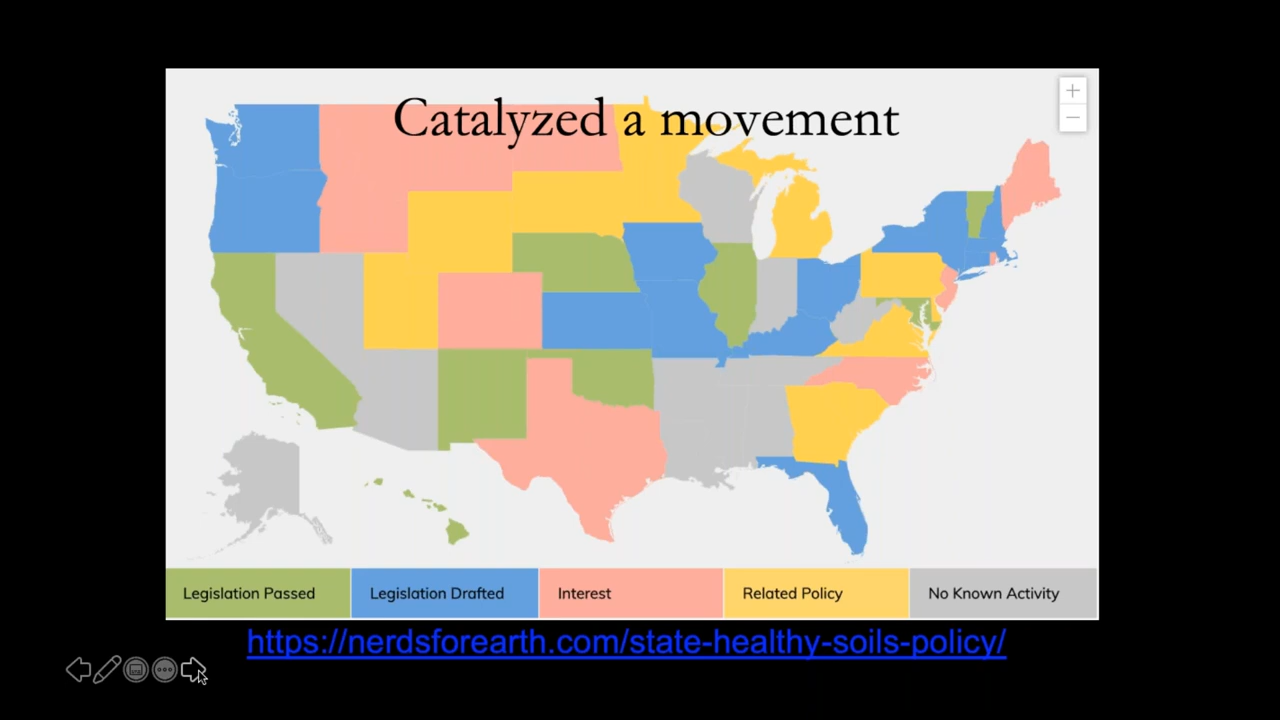 Catalyzed a movement
Legislation Passed
Legislation Drafted
Interest
Related Policy
No Known Activity
https://nerdsforearth.com/state-healthy-soils-policy/